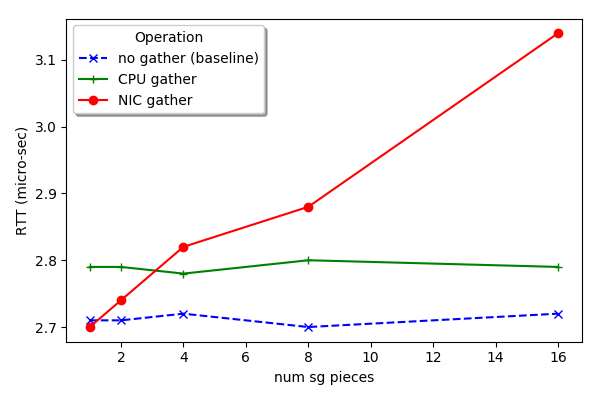 Operation
no gather (baseline)
CPU gather
NIC gather
3.1
3.0
2.9
2.8
2.7
RTT (micro-sec)
2 4 6 8 10 12 14 16
num sg pieces